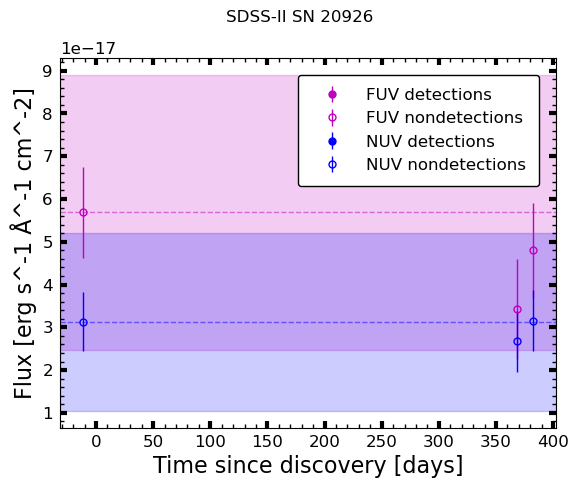 SDSS-II SN 20926
1e−17
9
8
7
6
5
4
3
2
1
Flux [erg s^-1 Å^-1 cm^-2]
FUV detections
FUV nondetections
NUV detections
NUV nondetections
0 50 100 150 200 250 300 350 400
Time since discovery [days]